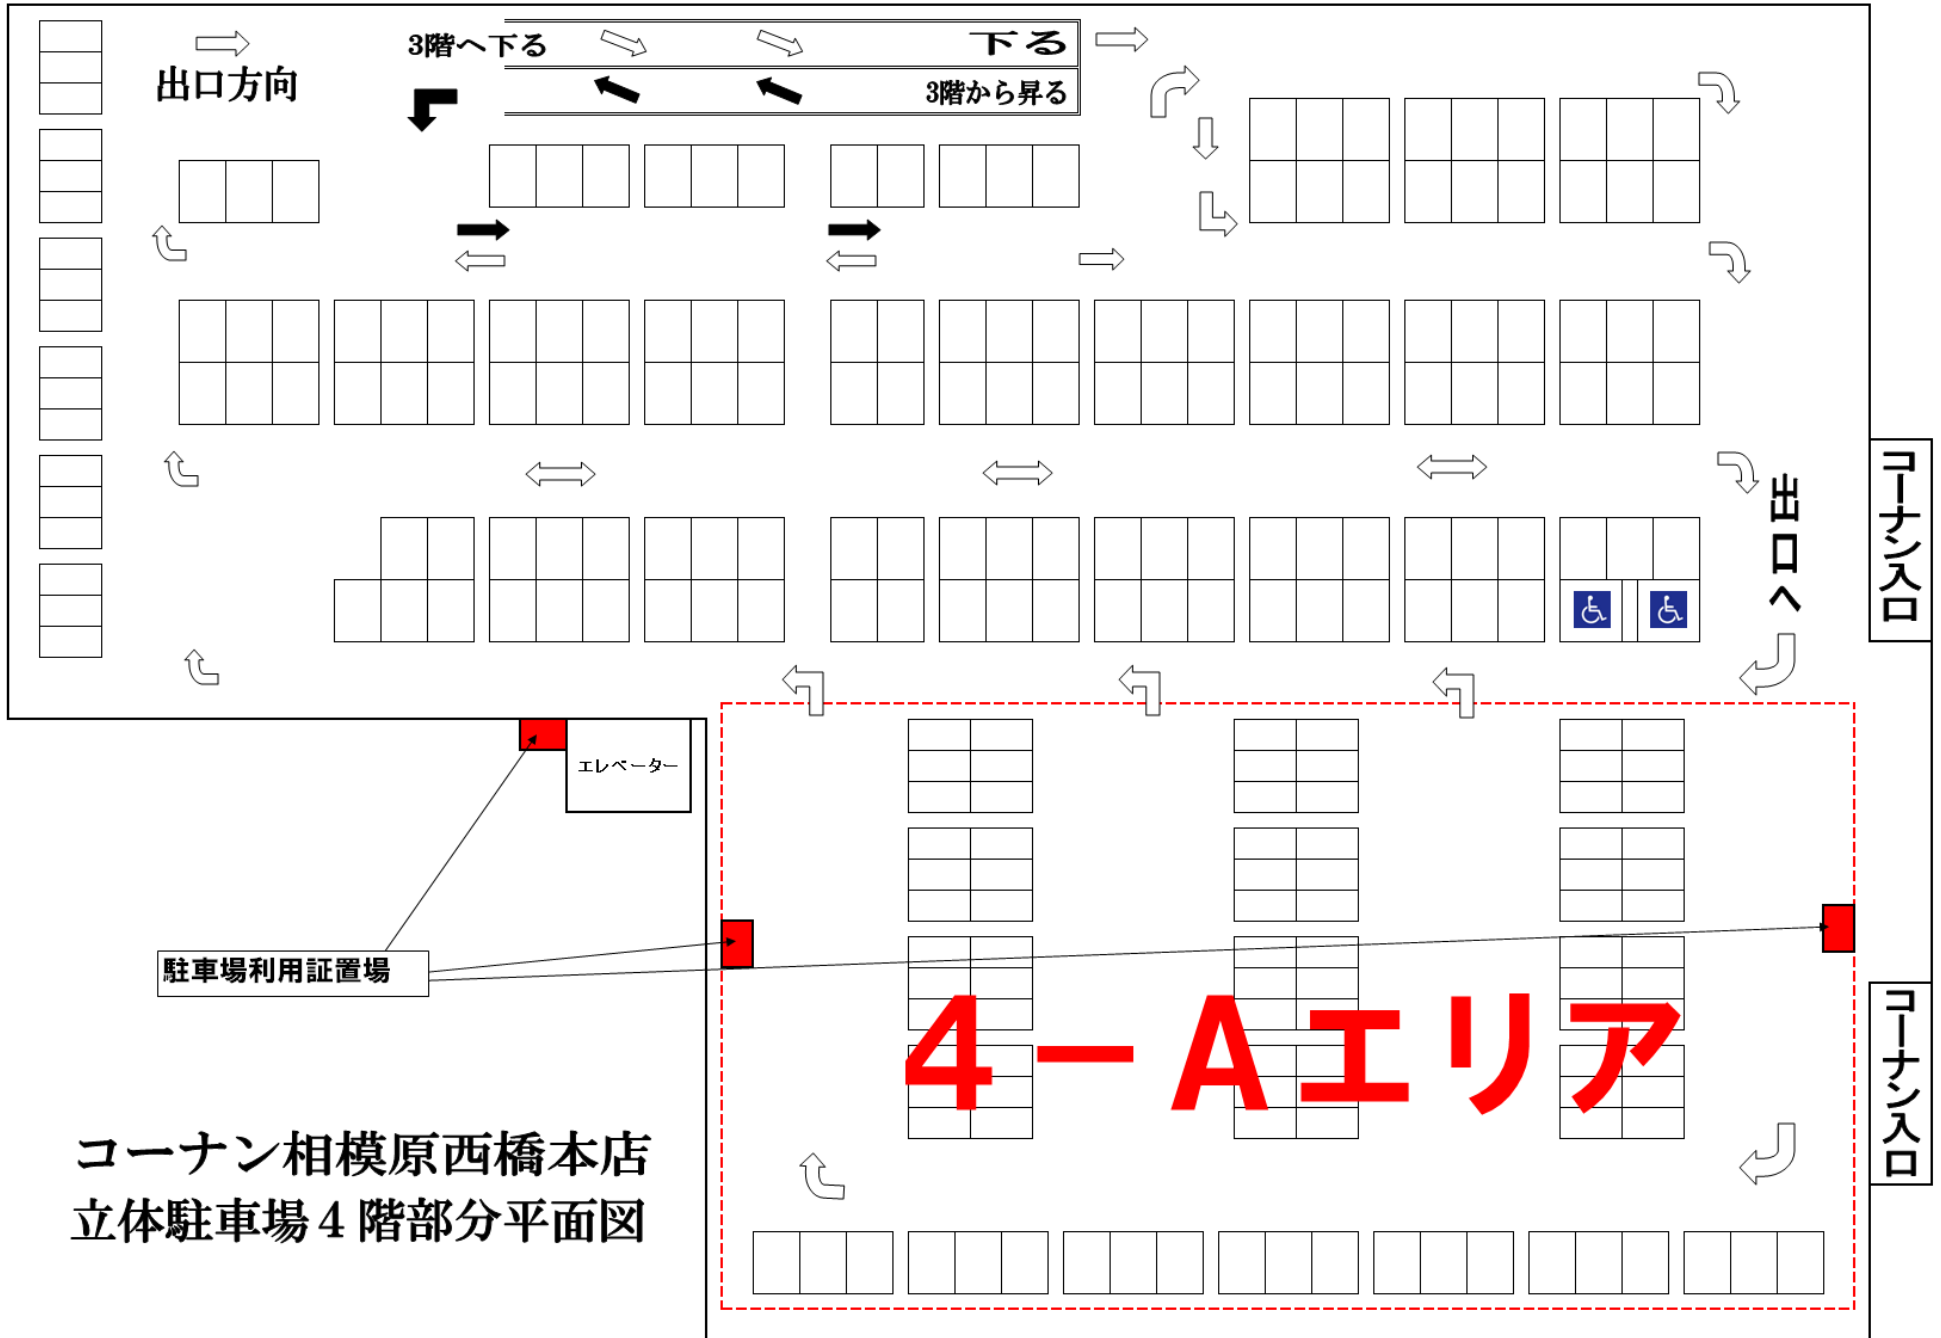 3階へ下る
下る
3階から昇る
出口方向
出口へ
コーナン入口
エレベーター
駐車場利用証置場
4－Aエリア
コーナン入口
コーナン相模原西橋本店
立体駐車場４階部分平面図